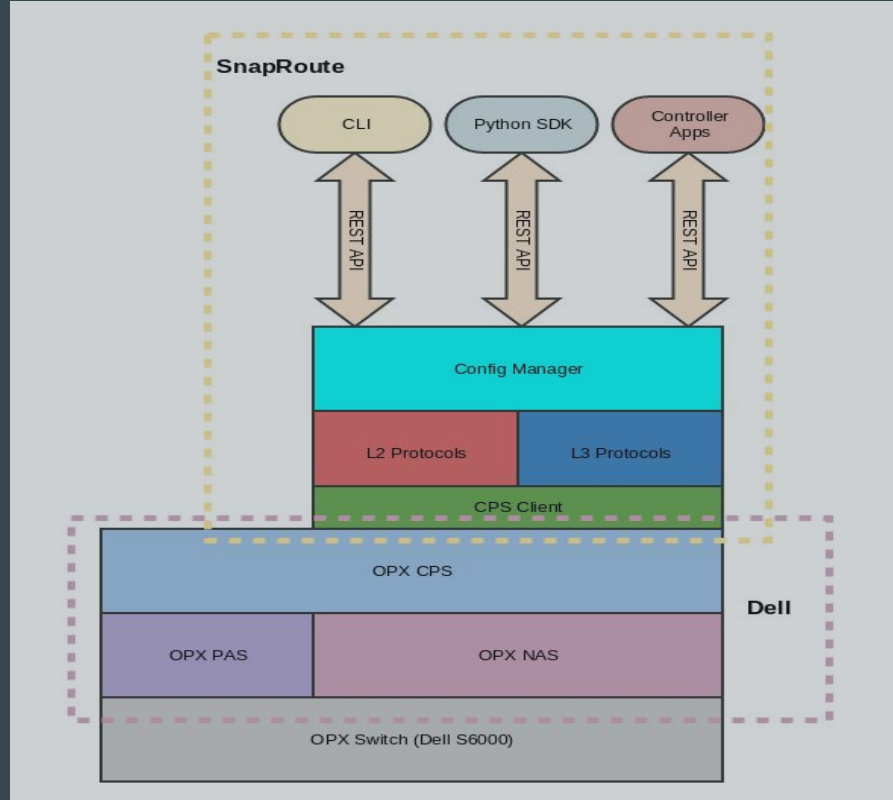 SnapRoute
CLI
Python SDK
Controller
Apps
REST API
REST API
REST API
Config Manager
L2 Protocols
L3 Protocols
CPS Client
OPX CPS
Dell
OPX PAS
OPX NAS
OPX Switch (Dell S6000)